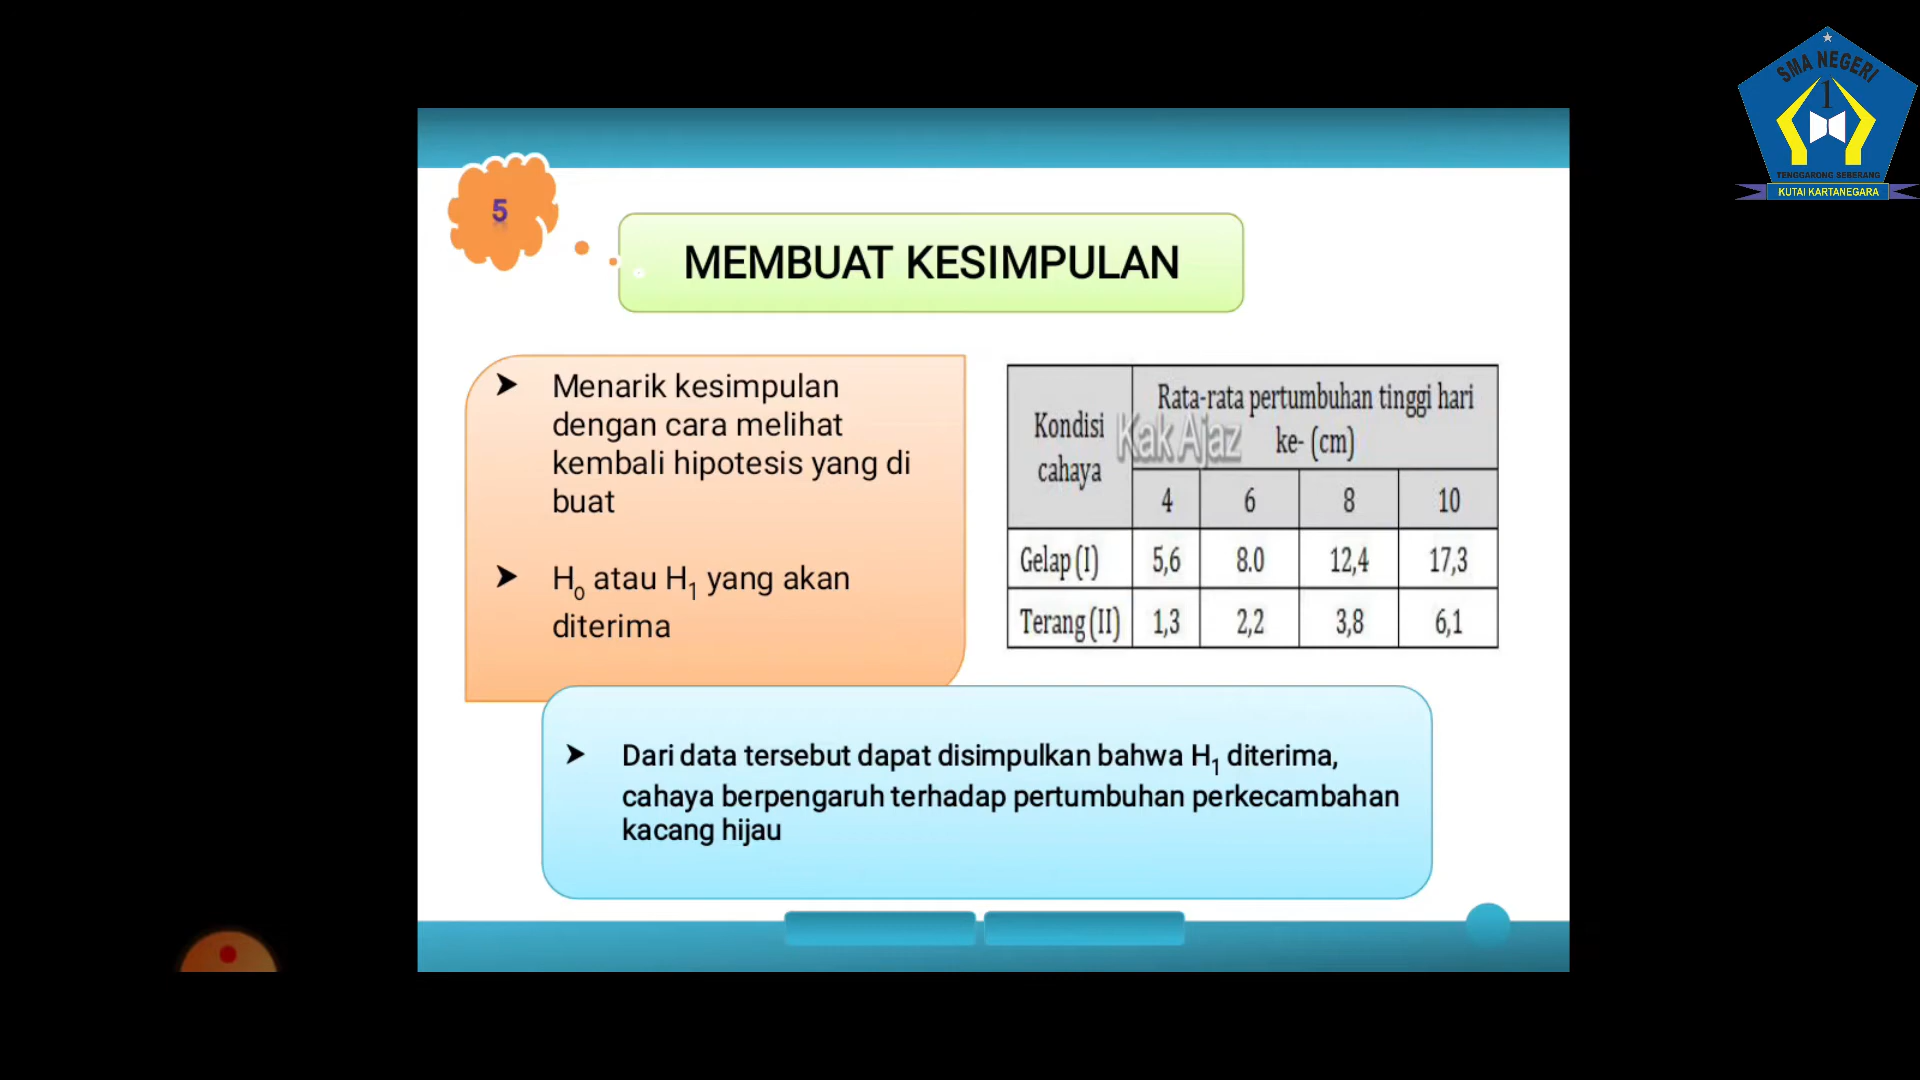 SMA NEGERI
1
TENGGARONG SEBERANG
KUTAI KARTANEGARA
5
MEMBUAT KESIMPULAN
➤ Menarik kesimpulan
dengan cara melihat
kembali hipotesis yang di
buat
➤ Ho atau H1 yang akan
diterima
Kondisi
cahaya
Rata-rata pertumbuhan tinggi hari
ke- (cm)
Kak Ajaz
4 6 8 10
Gelap (I) 5,6 8.0 12,4 17,3
Terang (II) 1,3 2,2 3,8 6,1
➤ Dari data tersebut dapat disimpulkan bahwa H1 diterima,
cahaya berpengaruh terhadap pertumbuhan perkecambahan
kacang hijau